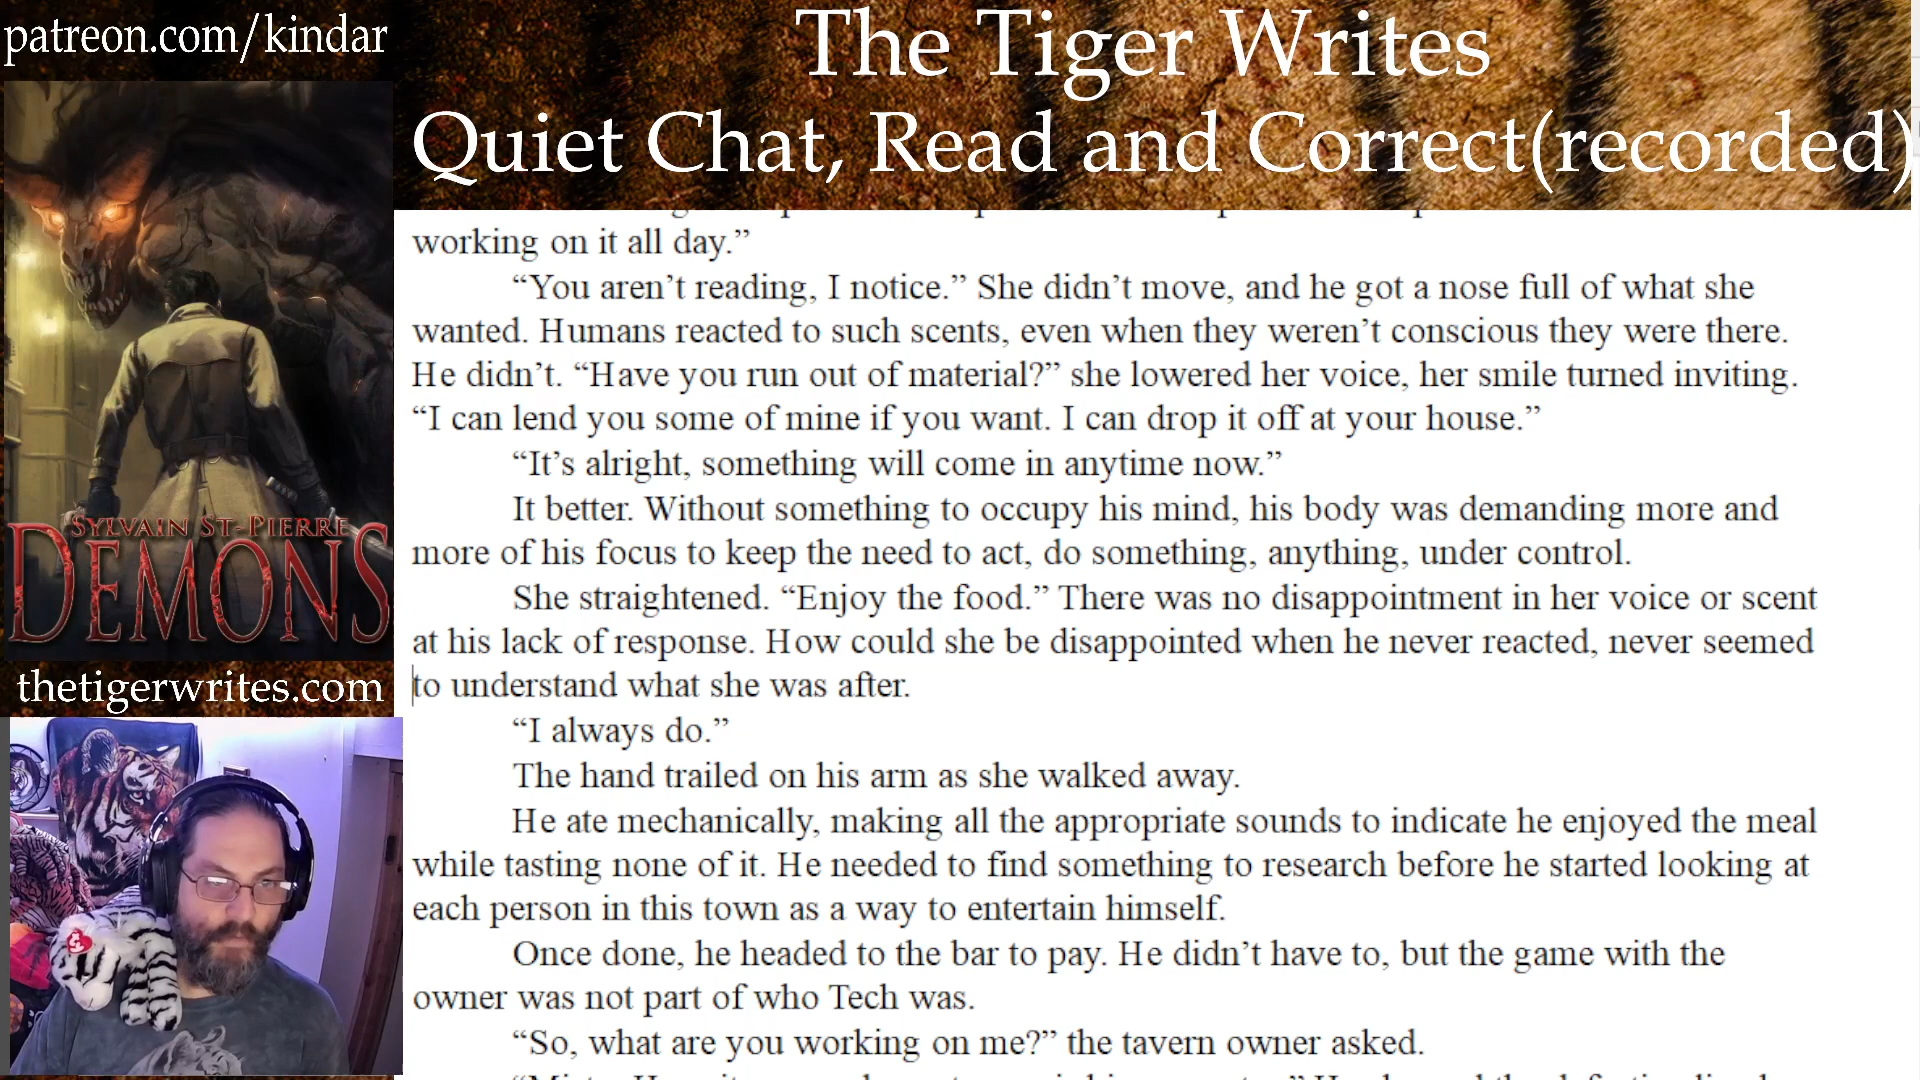 patreon.com/kindar
The Tiger Writes
Quiet Chat, Read and Correct(recorded)
SYLVAIN ST-PIERRE
DEMONS
thetigerwrites.com
working on it all day.”
“You aren’t reading, I notice.” She didn’t move, and he got a nose full of what she
wanted. Humans reacted to such scents, even when they weren’t conscious they were there.
He didn’t. “Have you run out of material?” she lowered her voice, her smile turned inviting.
“I can lend you some of mine if you want. I can drop it off at your house.”
“It’s alright, something will come in anytime now.”
It better. Without something to occupy his mind, his body was demanding more and
more of his focus to keep the need to act, do something, anything, under control.
She straightened. “Enjoy the food.” There was no disappointment in her voice or scent
at his lack of response. How could she be disappointed when he never reacted, never seemed
to understand what she was after.
“I always do.”
The hand trailed on his arm as she walked away.
He ate mechanically, making all the appropriate sounds to indicate he enjoyed the meal
while tasting none of it. He needed to find something to research before he started looking at
each person in this town as a way to entertain himself.
Once done, he headed to the bar to pay. He didn’t have to, but the game with the
owner was not part of who Tech was.
“So, what are you working on me?” the tavern owner asked.